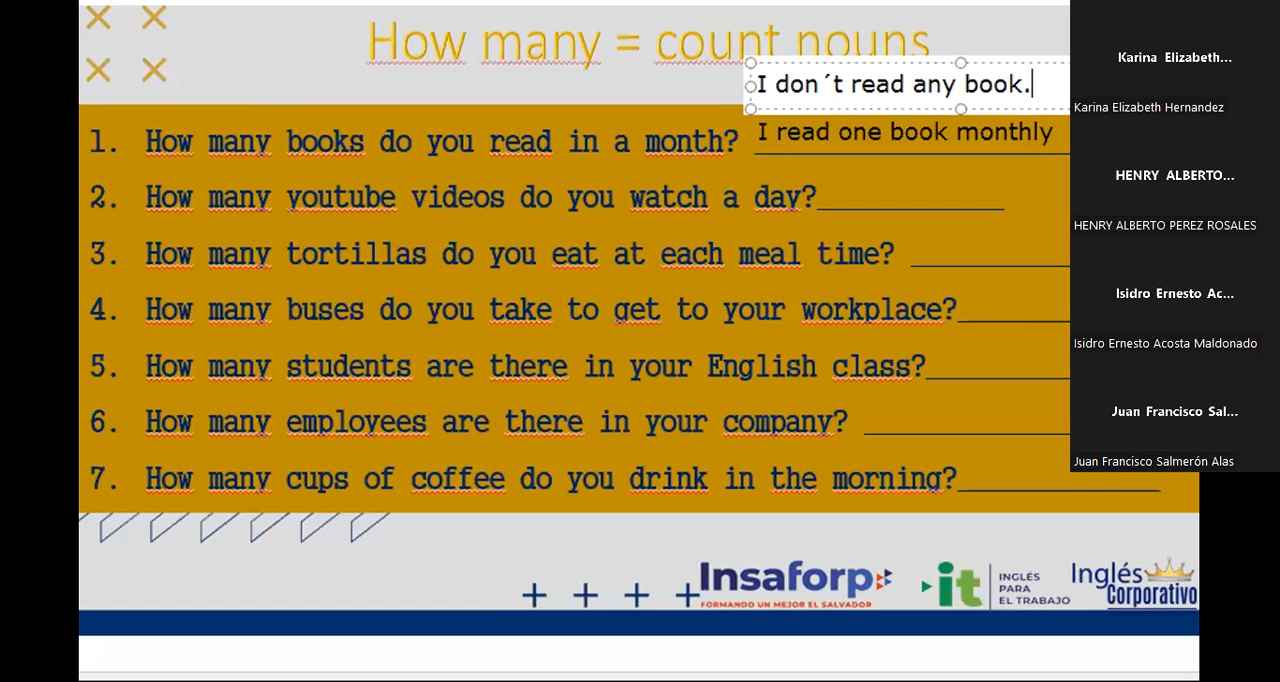 How many = count nouns
I don´t read any book.
1. How many books do you read in a month? I read one book monthly
2. How many youtube videos do you watch a day?
3. How many tortillas do you eat at each meal time?
4. How many buses do you take to get to your workplace?
5. How many students are there in your English class?
6. How many employees are there in your company?
7. How many cups of coffee do you drink in the morning?
Karina Elizabeth...
Karina Elizabeth Hernandez
HENRY ALBERTO...
HENRY ALBERTO PEREZ ROSALES
Isidro Ernesto Ac...
Isidro Ernesto Acosta Maldonado
Juan Francisco Sal...
Juan Francisco Salmerón Alas
Insaforp
FORMANDO UN MEJOR EL SALVADOR
it
INGLÉS
PARA
EL TRABAJO
Inglés
Corporativo